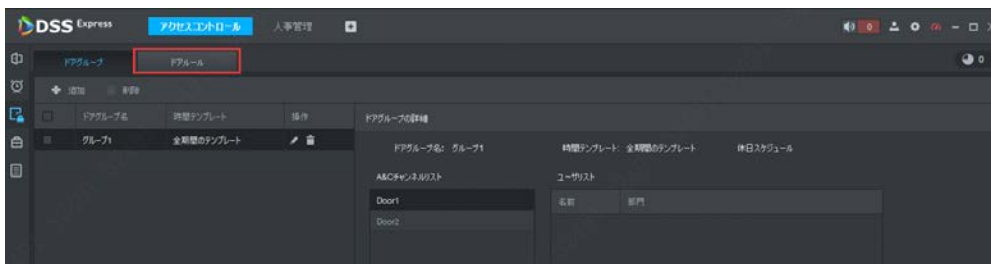 DSS Express アクセスコントロール 人事管理 0
ドアグループ ドアルール 0
追加 削除
ドアグループ名 時間テンプレート 操作 ドアグループの詳細
グループ1 全期間のテンプレート
ドアグループ名: グループ1 時間テンプレート: 全期間のテンプレート 休日スケジュール
A&Cチャンネルリスト ユーザリスト
Door1 名前 部門
Door2